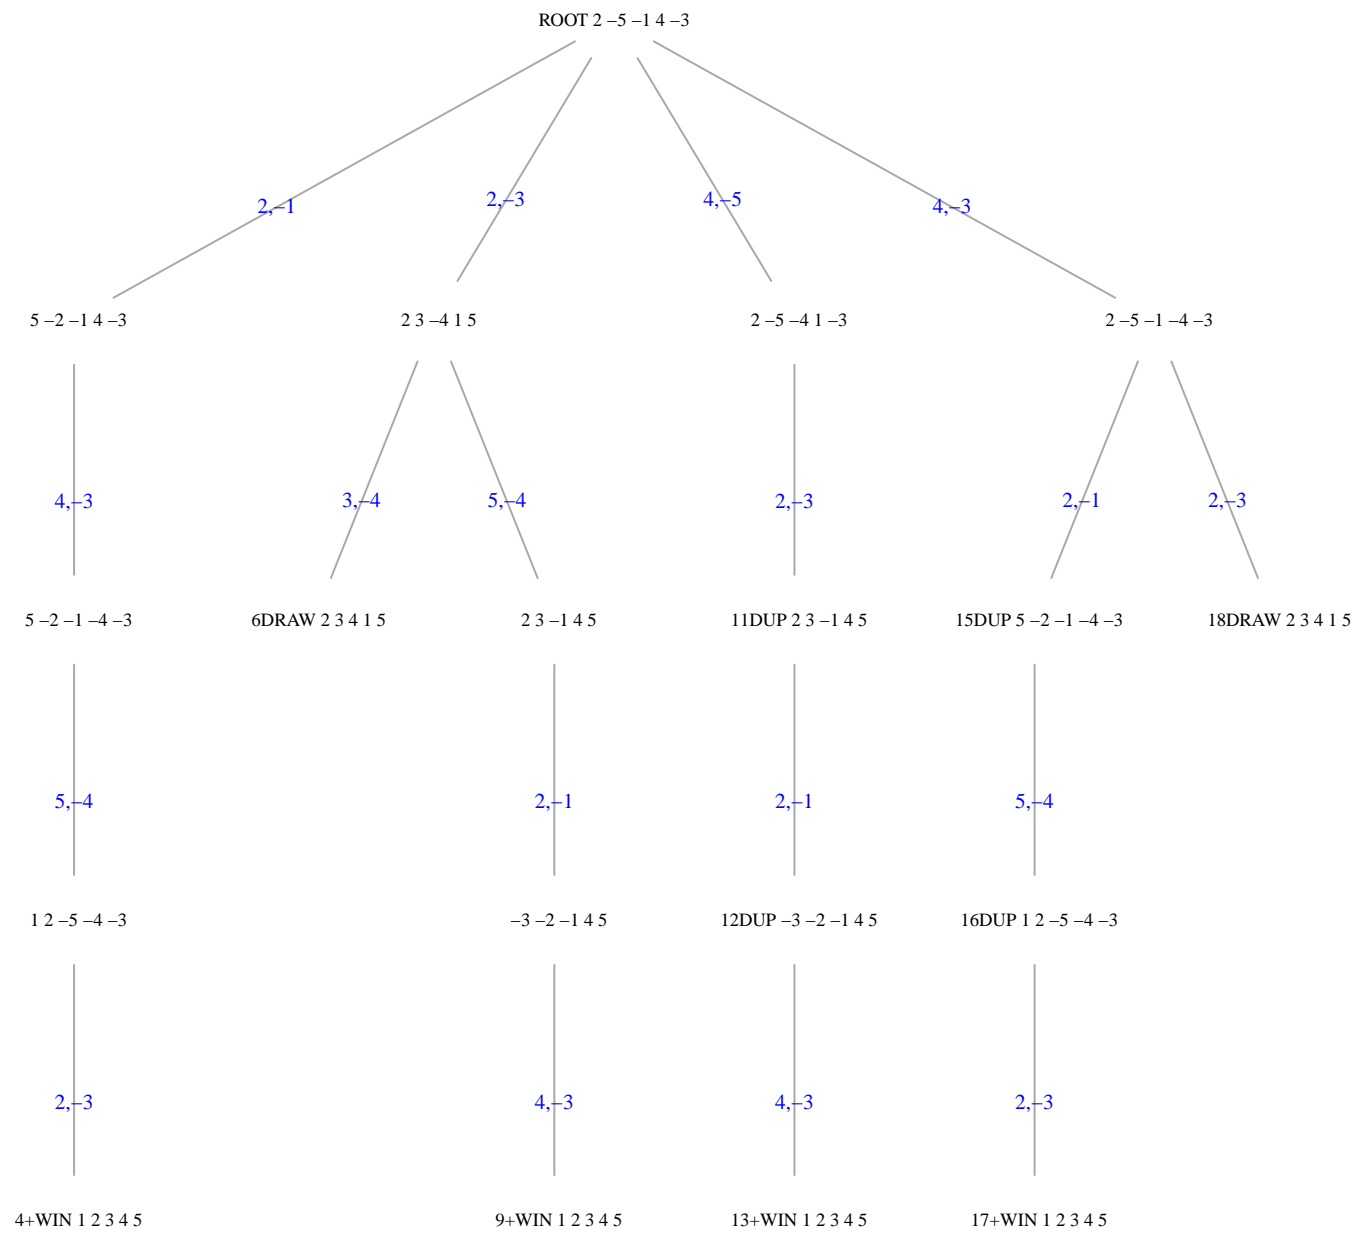 ROOT 2 –5 –1 4 –3
2,–1
2,–3
4,–5
4,–3
5 –2 –1 4 –3
2 3 –4 1 5
2 –5 –4 1 –3
2 –5 –1 –4 –3
4,–3
3,–4
5,–4
2,–3
2,–1
2,–3
5 –2 –1 –4 –3
6DRAW 2 3 4 1 5
2 3 –1 4 5
11DUP 2 3 –1 4 5
15DUP 5 –2 –1 –4 –3
18DRAW 2 3 4 1 5
5,–4
2,–1
2,–1
5,–4
1 2 –5 –4 –3
–3 –2 –1 4 5
12DUP –3 –2 –1 4 5
16DUP 1 2 –5 –4 –3
2,–3
4,–3
4,–3
2,–3
4+WIN 1 2 3 4 5
9+WIN 1 2 3 4 5
13+WIN 1 2 3 4 5
17+WIN 1 2 3 4 5